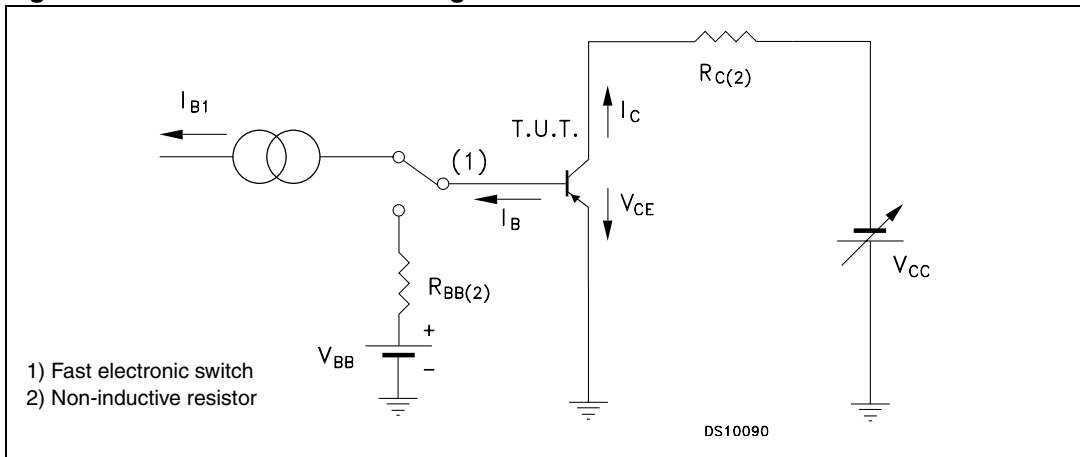 I_B1
R_C(2)
I_C
T.U.T.
(1)
V_CE
I_B
V_CC
R_BB(2)
+
V_BB
−
1) Fast electronic switch
2) Non-inductive resistor
DS10090